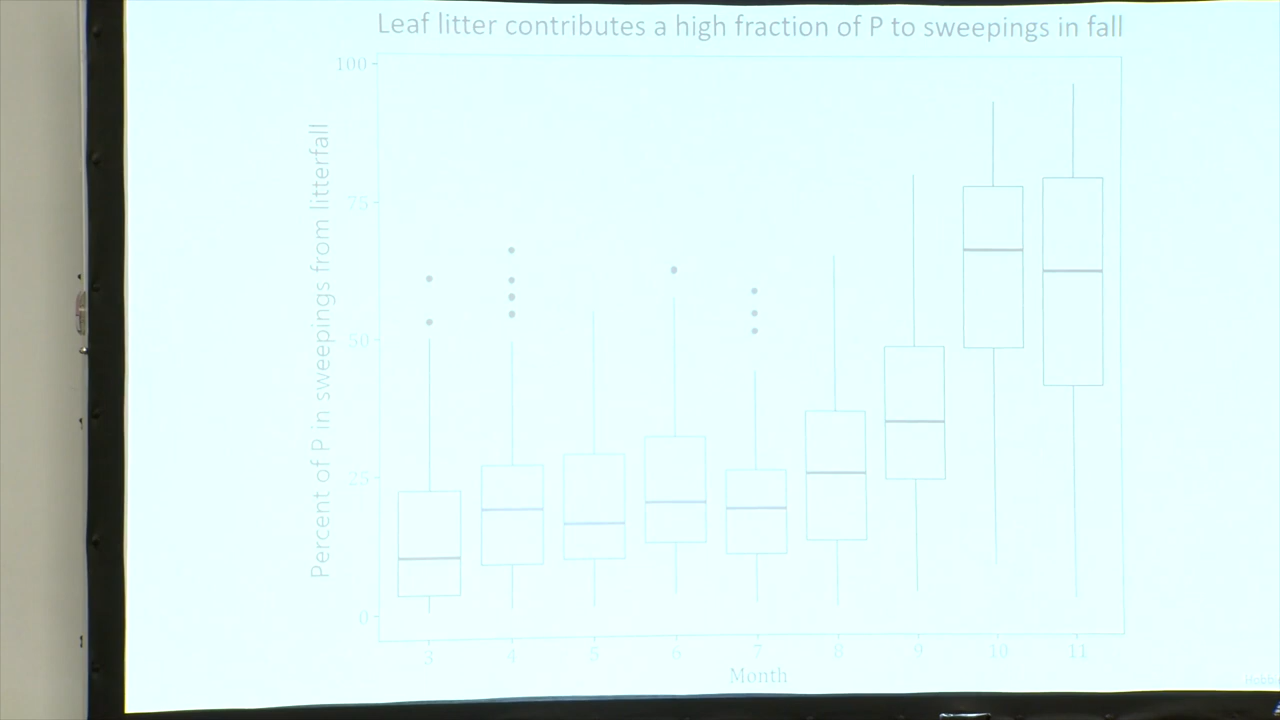 Leaf litter contributes a high fraction of P to sweepings in fall
Percent of P in sweepings from litterfall
100
75
50
25
0
3 4 5 6 7 8 9 10 11
Month